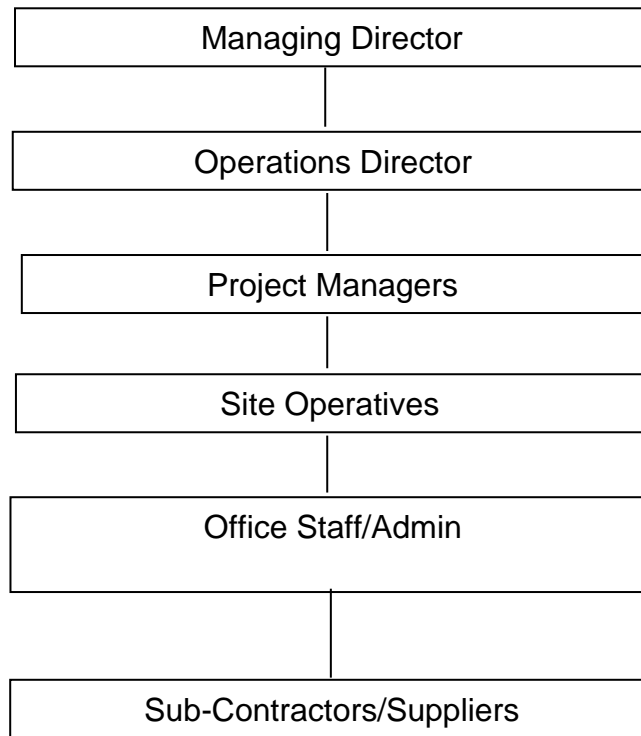 Managing Director
Operations Director
Project Managers
Site Operatives
Office Staff/Admin
Sub-Contractors/Suppliers